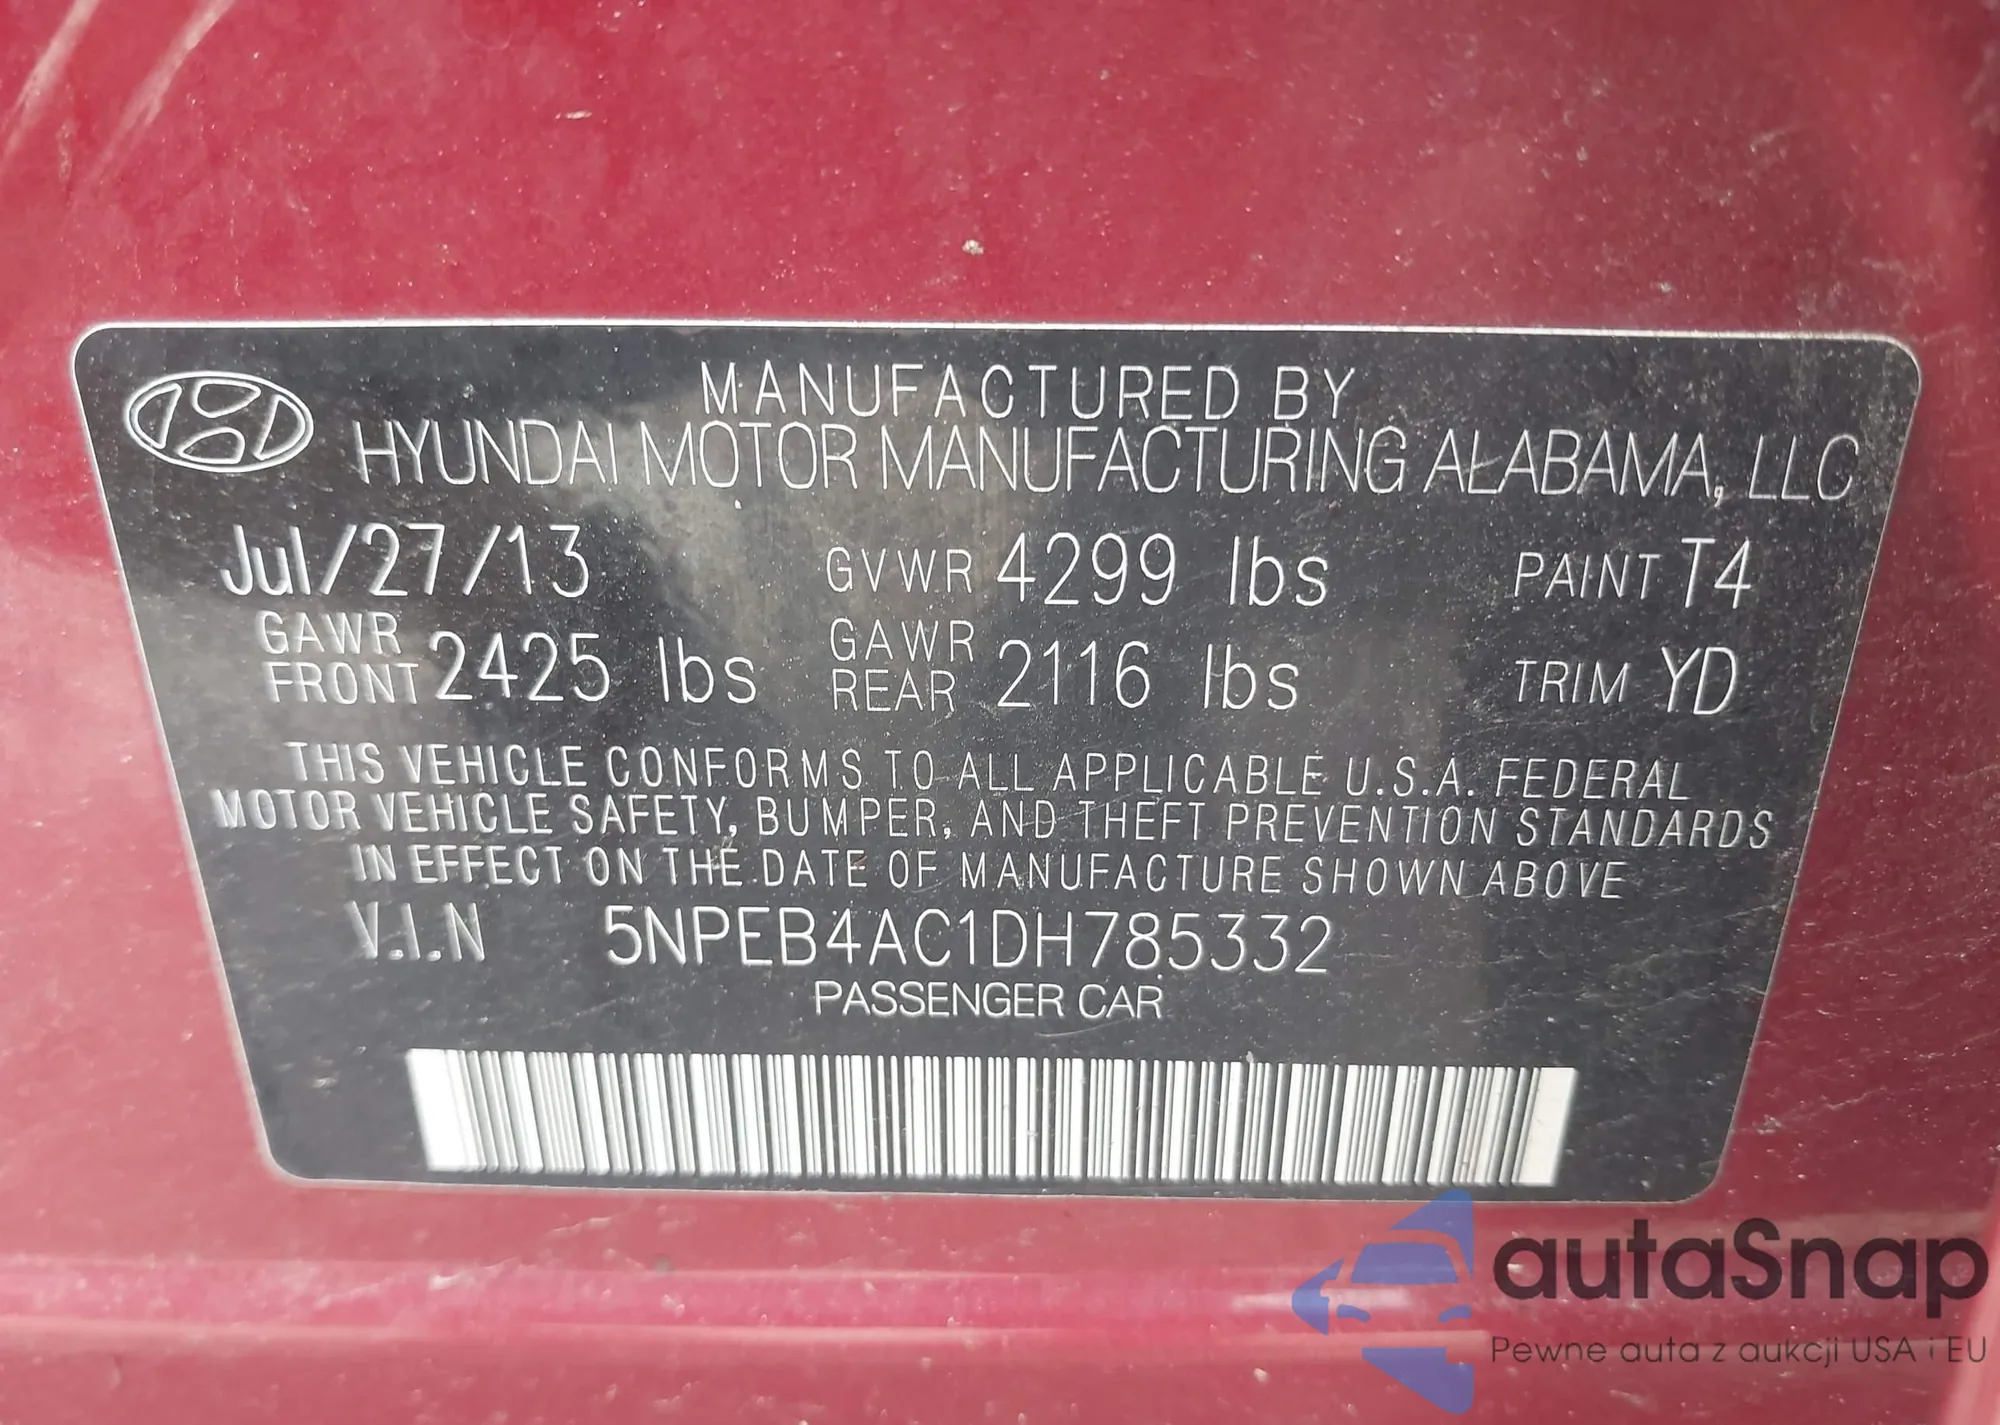 MANUFACTURED BY
HYUNDAI MOTOR MANUFACTURING ALABAMA, LLC
Jul/27/13 GVWR 4299 lbs PAINT T4
GAWR FRONT 2425 lbs GAWR REAR 2116 lbs TRIM YD
THIS VEHICLE CONFORMS TO ALL APPLICABLE U.S.A. FEDERAL
MOTOR VEHICLE SAFETY, BUMPER, AND THEFT PREVENTION STANDARDS
IN EFFECT ON THE DATE OF MANUFACTURE SHOWN ABOVE
V.I.N 5NPEB4AC1DH785332
PASSENGER CAR
autaSnap
Pewne auta z aukcji USA i EU